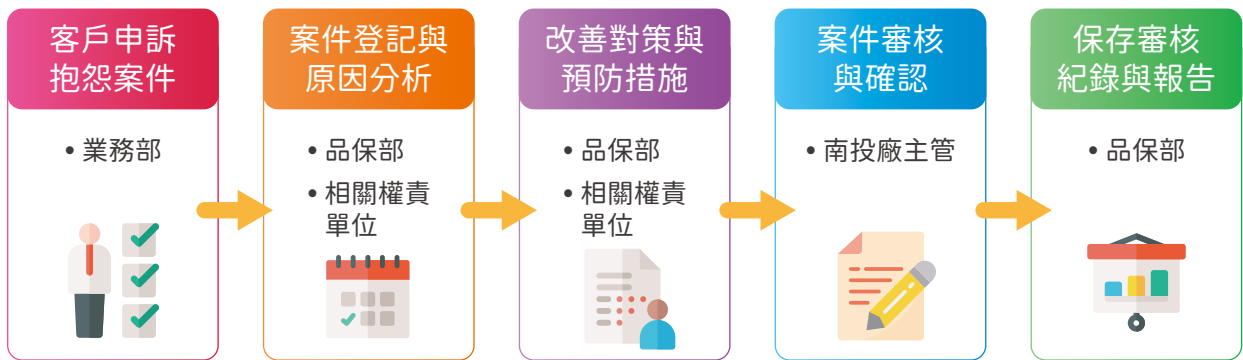 客戶申訴
抱怨案件
• 業務部
案件登記與
原因分析
• 品保部
• 相關權責
單位
改善對策與
預防措施
• 品保部
• 相關權責
單位
案件審核
與確認
• 南投廠主管
保存審核
紀錄與報告
• 品保部